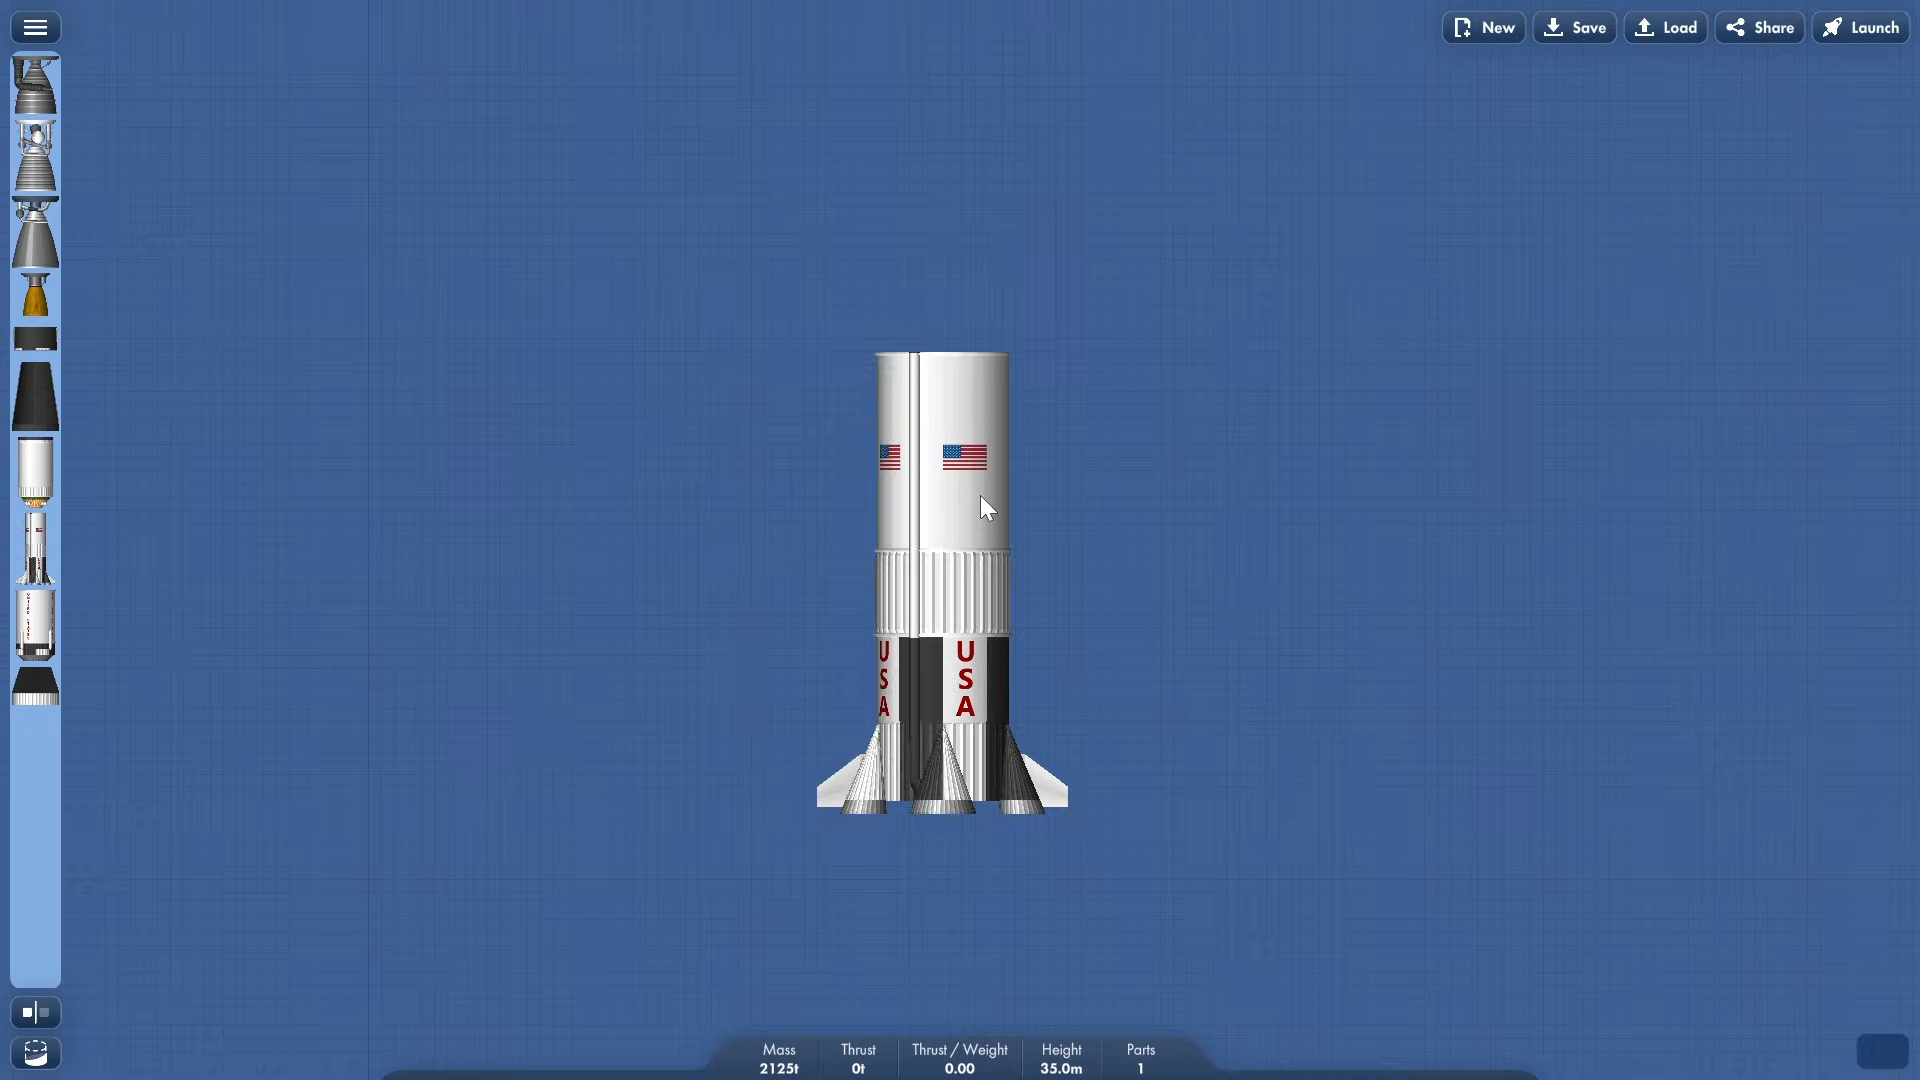 New
Save
Load
Share
Launch
U
S
A
U
S
A
Mass
2125t
Thrust
0t
Thrust / Weight
0.00
Height
35.0m
Parts
1